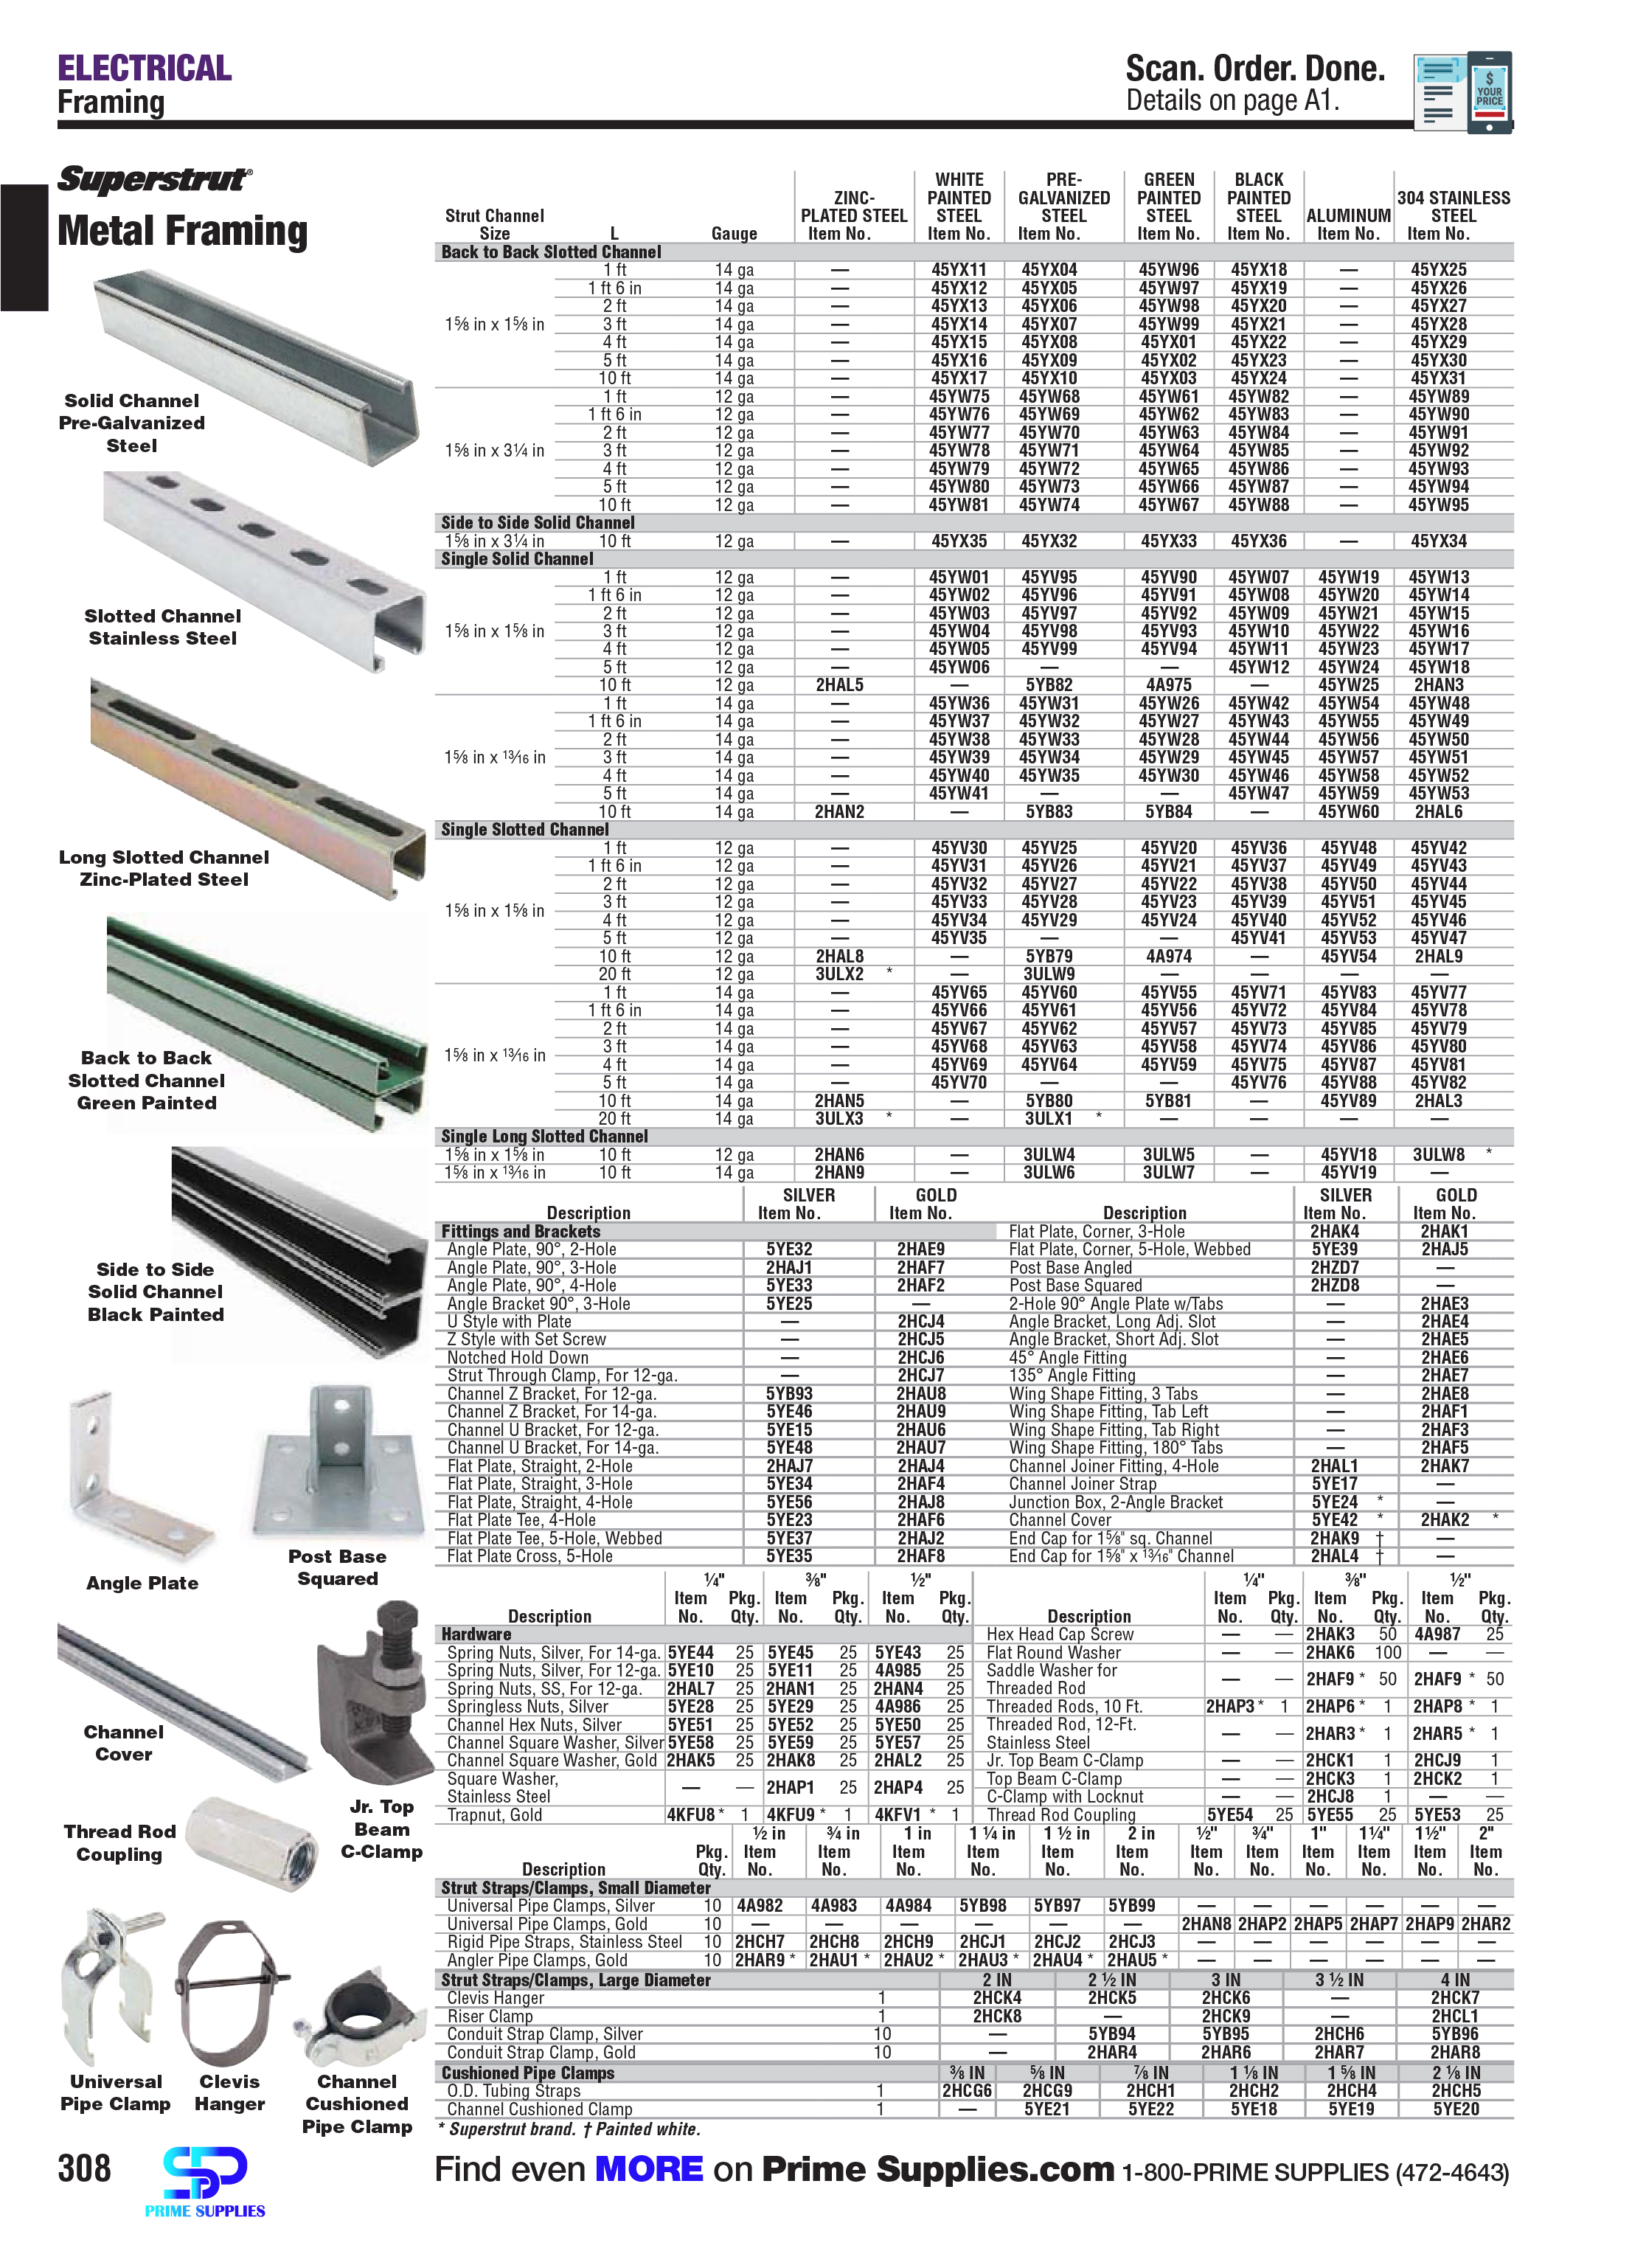 ELECTRICAL
Framing
Scan. Order. Done.
Details on page A1.
$
YOUR
PRICE
Superstrut®
Metal Framing
Solid Channel
Pre-Galvanized
Steel
Slotted Channel
Stainless Steel
Long Slotted Channel
Zinc-Plated Steel
Back to Back
Slotted Channel
Green Painted
Side to Side
Solid Channel
Black Painted
Angle Plate
Post Base
Squared
Channel
Cover
Jr. Top
Beam
C-Clamp
Thread Rod
Coupling
Universal
Pipe Clamp
Clevis
Hanger
Channel
Cushioned
Pipe Clamp
Strut Channel Size L Gauge ZINC-PLATED STEEL Item No. WHITE PAINTED STEEL Item No. PRE-GALVANIZED STEEL Item No. GREEN PAINTED STEEL Item No. BLACK PAINTED STEEL Item No. ALUMINUM Item No. 304 STAINLESS STEEL Item No.
Back to Back Slotted Channel
1⅝ in x 1⅝ in
1 ft 14 ga — 45YX11 45YX04 45YW96 45YX18 — 45YX25
1 ft 6 in 14 ga — 45YX12 45YX05 45YW97 45YX19 — 45YX26
2 ft 14 ga — 45YX13 45YX06 45YW98 45YX20 — 45YX27
3 ft 14 ga — 45YX14 45YX07 45YW99 45YX21 — 45YX28
4 ft 14 ga — 45YX15 45YX08 45YX01 45YX22 — 45YX29
5 ft 14 ga — 45YX16 45YX09 45YX02 45YX23 — 45YX30
10 ft 14 ga — 45YX17 45YX10 45YX03 45YX24 — 45YX31
1⅝ in x 3¼ in
1 ft 12 ga — 45YW75 45YW68 45YW61 45YW82 — 45YW89
1 ft 6 in 12 ga — 45YW76 45YW69 45YW62 45YW83 — 45YW90
2 ft 12 ga — 45YW77 45YW70 45YW63 45YW84 — 45YW91
3 ft 12 ga — 45YW78 45YW71 45YW64 45YW85 — 45YW92
4 ft 12 ga — 45YW79 45YW72 45YW65 45YW86 — 45YW93
5 ft 12 ga — 45YW80 45YW73 45YW66 45YW87 — 45YW94
10 ft 12 ga — 45YW81 45YW74 45YW67 45YW88 — 45YW95
Side to Side Solid Channel
1⅝ in x 3¼ in 10 ft 12 ga — 45YX35 45YX32 45YX33 45YX36 — 45YX34
Single Solid Channel
1⅝ in x 1⅝ in
1 ft 12 ga — 45YW01 45YV95 45YV90 45YW07 45YW19 45YW13
1 ft 6 in 12 ga — 45YW02 45YV96 45YV91 45YW08 45YW20 45YW14
2 ft 12 ga — 45YW03 45YV97 45YV92 45YW09 45YW21 45YW15
3 ft 12 ga — 45YW04 45YV98 45YV93 45YW10 45YW22 45YW16
4 ft 12 ga — 45YW05 45YV99 45YV94 45YW11 45YW23 45YW17
5 ft 12 ga — 45YW06 — — 45YW12 45YW24 45YW18
10 ft 12 ga 2HAL5 — 5YB82 4A975 — 45YW25 2HAN3
1⅝ in x 13⁄16 in
1 ft 14 ga — 45YW36 45YW31 45YW26 45YW42 45YW54 45YW48
1 ft 6 in 14 ga — 45YW37 45YW32 45YW27 45YW43 45YW55 45YW49
2 ft 14 ga — 45YW38 45YW33 45YW28 45YW44 45YW56 45YW50
3 ft 14 ga — 45YW39 45YW34 45YW29 45YW45 45YW57 45YW51
4 ft 14 ga — 45YW40 45YW35 45YW30 45YW46 45YW58 45YW52
5 ft 14 ga — 45YW41 — — 45YW47 45YW59 45YW53
10 ft 14 ga 2HAN2 — 5YB83 5YB84 — 45YW60 2HAL6
Single Slotted Channel
1⅝ in x 1⅝ in
1 ft 12 ga — 45YV30 45YV25 45YV20 45YV36 45YV48 45YV42
1 ft 6 in 12 ga — 45YV31 45YV26 45YV21 45YV37 45YV49 45YV43
2 ft 12 ga — 45YV32 45YV27 45YV22 45YV38 45YV50 45YV44
3 ft 12 ga — 45YV33 45YV28 45YV23 45YV39 45YV51 45YV45
4 ft 12 ga — 45YV34 45YV29 45YV24 45YV40 45YV52 45YV46
5 ft 12 ga — 45YV35 — — 45YV41 45YV53 45YV47
10 ft 12 ga 2HAL8 — 5YB79 4A974 — 45YV54 2HAL9
20 ft 12 ga 3ULX2 * — 3ULW9 — — — —
1⅝ in x 13⁄16 in
1 ft 14 ga — 45YV65 45YV60 45YV55 45YV71 45YV83 45YV77
1 ft 6 in 14 ga — 45YV66 45YV61 45YV56 45YV72 45YV84 45YV78
2 ft 14 ga — 45YV67 45YV62 45YV57 45YV73 45YV85 45YV79
3 ft 14 ga — 45YV68 45YV63 45YV58 45YV74 45YV86 45YV80
4 ft 14 ga — 45YV69 45YV64 45YV59 45YV75 45YV87 45YV81
5 ft 14 ga — 45YV70 — — 45YV76 45YV88 45YV82
10 ft 14 ga 2HAN5 — 5YB80 5YB81 — 45YV89 2HAL3
20 ft 14 ga 3ULX3 * — 3ULX1 * — — — —
Single Long Slotted Channel
1⅝ in x 1⅝ in 10 ft 12 ga 2HAN6 — 3ULW4 3ULW5 — 45YV18 3ULW8 *
1⅝ in x 13⁄16 in 10 ft 14 ga 2HAN9 — 3ULW6 3ULW7 — 45YV19 —
Description SILVER Item No. GOLD Item No. Description SILVER Item No. GOLD Item No.
Fittings and Brackets Flat Plate, Corner, 3-Hole 2HAK4 2HAK1
Angle Plate, 90°, 2-Hole 5YE32 2HAE9 Flat Plate, Corner, 5-Hole, Webbed 5YE39 2HAJ5
Angle Plate, 90°, 3-Hole 2HAJ1 2HAF7 Post Base Angled 2HZD7 —
Angle Plate, 90°, 4-Hole 5YE33 2HAF2 Post Base Squared 2HZD8 —
Angle Bracket 90°, 3-Hole 5YE25 — 2-Hole 90° Angle Plate w/Tabs — 2HAE3
U Style with Plate — 2HCJ4 Angle Bracket, Long Adj. Slot — 2HAE4
Z Style with Set Screw — 2HCJ5 Angle Bracket, Short Adj. Slot — 2HAE5
Notched Hold Down — 2HCJ6 45° Angle Fitting — 2HAE6
Strut Through Clamp, For 12-ga. — 2HCJ7 135° Angle Fitting — 2HAE7
Channel Z Bracket, For 12-ga. 5YB93 2HAU8 Wing Shape Fitting, 3 Tabs — 2HAE8
Channel Z Bracket, For 14-ga. 5YE46 2HAU9 Wing Shape Fitting, Tab Left — 2HAF1
Channel U Bracket, For 12-ga. 5YE15 2HAU6 Wing Shape Fitting, Tab Right — 2HAF3
Channel U Bracket, For 14-ga. 5YE48 2HAU7 Wing Shape Fitting, 180° Tabs — 2HAF5
Flat Plate, Straight, 2-Hole 2HAJ7 2HAJ4 Channel Joiner Fitting, 4-Hole 2HAL1 2HAK7
Flat Plate, Straight, 3-Hole 5YE34 2HAF4 Channel Joiner Strap 5YE17 —
Flat Plate, Straight, 4-Hole 5YE56 2HAJ8 Junction Box, 2-Angle Bracket 5YE24 * —
Flat Plate Tee, 4-Hole 5YE23 2HAF6 Channel Cover 5YE42 * 2HAK2 *
Flat Plate Tee, 5-Hole, Webbed 5YE37 2HAJ2 End Cap for 1⅝" sq. Channel 2HAK9 † —
Flat Plate Cross, 5-Hole 5YE35 2HAF8 End Cap for 1⅝" x 13⁄16" Channel 2HAL4 † —
¼" ⅜" ½" ¼" ⅜" ½"
Description Item No. Pkg. Qty. Item No. Pkg. Qty. Item No. Pkg. Qty. Description Item No. Pkg. Qty. Item No. Pkg. Qty. Item No. Pkg. Qty.
Hardware Hex Head Cap Screw — — 2HAK3 50 4A987 25
Spring Nuts, Silver, For 14-ga. 5YE44 25 5YE45 25 5YE43 25 Flat Round Washer — — 2HAK6 100 — —
Spring Nuts, Silver, For 12-ga. 5YE10 25 5YE11 25 4A985 25 Saddle Washer for
Spring Nuts, SS, For 12-ga. 2HAL7 25 2HAN1 25 2HAN4 25 Threaded Rod — — 2HAF9 * 50 2HAF9 * 50
Springless Nuts, Silver 5YE28 25 5YE29 25 4A986 25 Threaded Rods, 10 Ft. 2HAP3 * 1 2HAP6 * 1 2HAP8 * 1
Channel Hex Nuts, Silver 5YE51 25 5YE52 25 5YE50 25 Threaded Rod, 12-Ft.
Channel Square Washer, Silver 5YE58 25 5YE59 25 5YE57 25 Stainless Steel — — 2HAR3 * 1 2HAR5 * 1
Channel Square Washer, Gold 2HAK5 25 2HAK8 25 2HAL2 25 Jr. Top Beam C-Clamp — — 2HCK1 1 2HCJ9 1
Square Washer, Top Beam C-Clamp — — 2HCK3 1 2HCK2 1
Stainless Steel — — 2HAP1 25 2HAP4 25 C-Clamp with Locknut — — 2HCJ8 1 — —
Trapnut, Gold 4KFU8 * 1 4KFU9 * 1 4KFV1 * 1 Thread Rod Coupling 5YE54 25 5YE55 25 5YE53 25
½ in ¾ in 1 in 1 ¼ in 1 ½ in 2 in ½" ¾" 1" 1¼" 1½" 2"
Description Pkg. Qty. Item No. Item No. Item No. Item No. Item No. Item No. Item No. Item No. Item No. Item No. Item No. Item No.
Strut Straps/Clamps, Small Diameter
Universal Pipe Clamps, Silver 10 4A982 4A983 4A984 5YB98 5YB97 5YB99 — — — — — —
Universal Pipe Clamps, Gold 10 — — — — — — 2HAN8 2HAP2 2HAP5 2HAP7 2HAP9 2HAR2
Rigid Pipe Straps, Stainless Steel 10 2HCH7 2HCH8 2HCH9 2HCJ1 2HCJ2 2HCJ3 — — — — — —
Angler Pipe Clamps, Gold 10 2HAR9 * 2HAU1 * 2HAU2 * 2HAU3 * 2HAU4 * 2HAU5 * — — — — — —
Strut Straps/Clamps, Large Diameter 2 IN 2 ½ IN 3 IN 3 ½ IN 4 IN
Clevis Hanger 1 2HCK4 2HCK5 2HCK6 — 2HCK7
Riser Clamp 1 2HCK8 — 2HCK9 — 2HCL1
Conduit Strap Clamp, Silver 10 — 5YB94 5YB95 2HCH6 5YB96
Conduit Strap Clamp, Gold 10 — 2HAR4 2HAR6 2HAR7 2HAR8
Cushioned Pipe Clamps ⅜ IN ⅝ IN ⅞ IN 1 ⅛ IN 1 ⅝ IN 2 ⅛ IN
O.D. Tubing Straps 1 2HCG6 2HCG9 2HCH1 2HCH2 2HCH4 2HCH5
Channel Cushioned Clamp 1 — 5YE21 5YE22 5YE18 5YE19 5YE20
* Superstrut brand. † Painted white.
308
PRIME SUPPLIES
Find even MORE on Prime Supplies.com 1-800-PRIME SUPPLIES (472-4643)